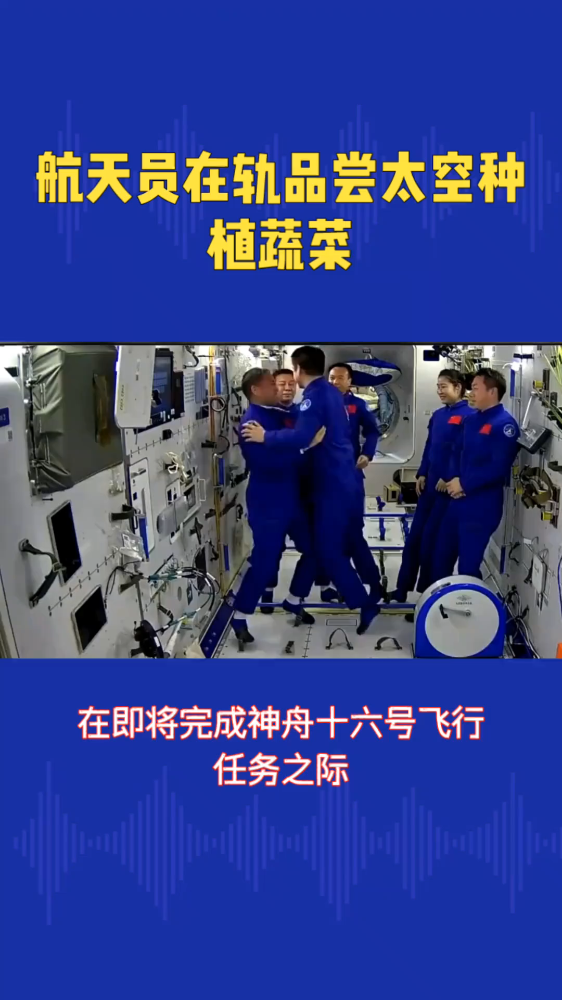 航天员在轨品尝太空种
植蔬菜
在即将完成神舟十六号飞行
任务之际